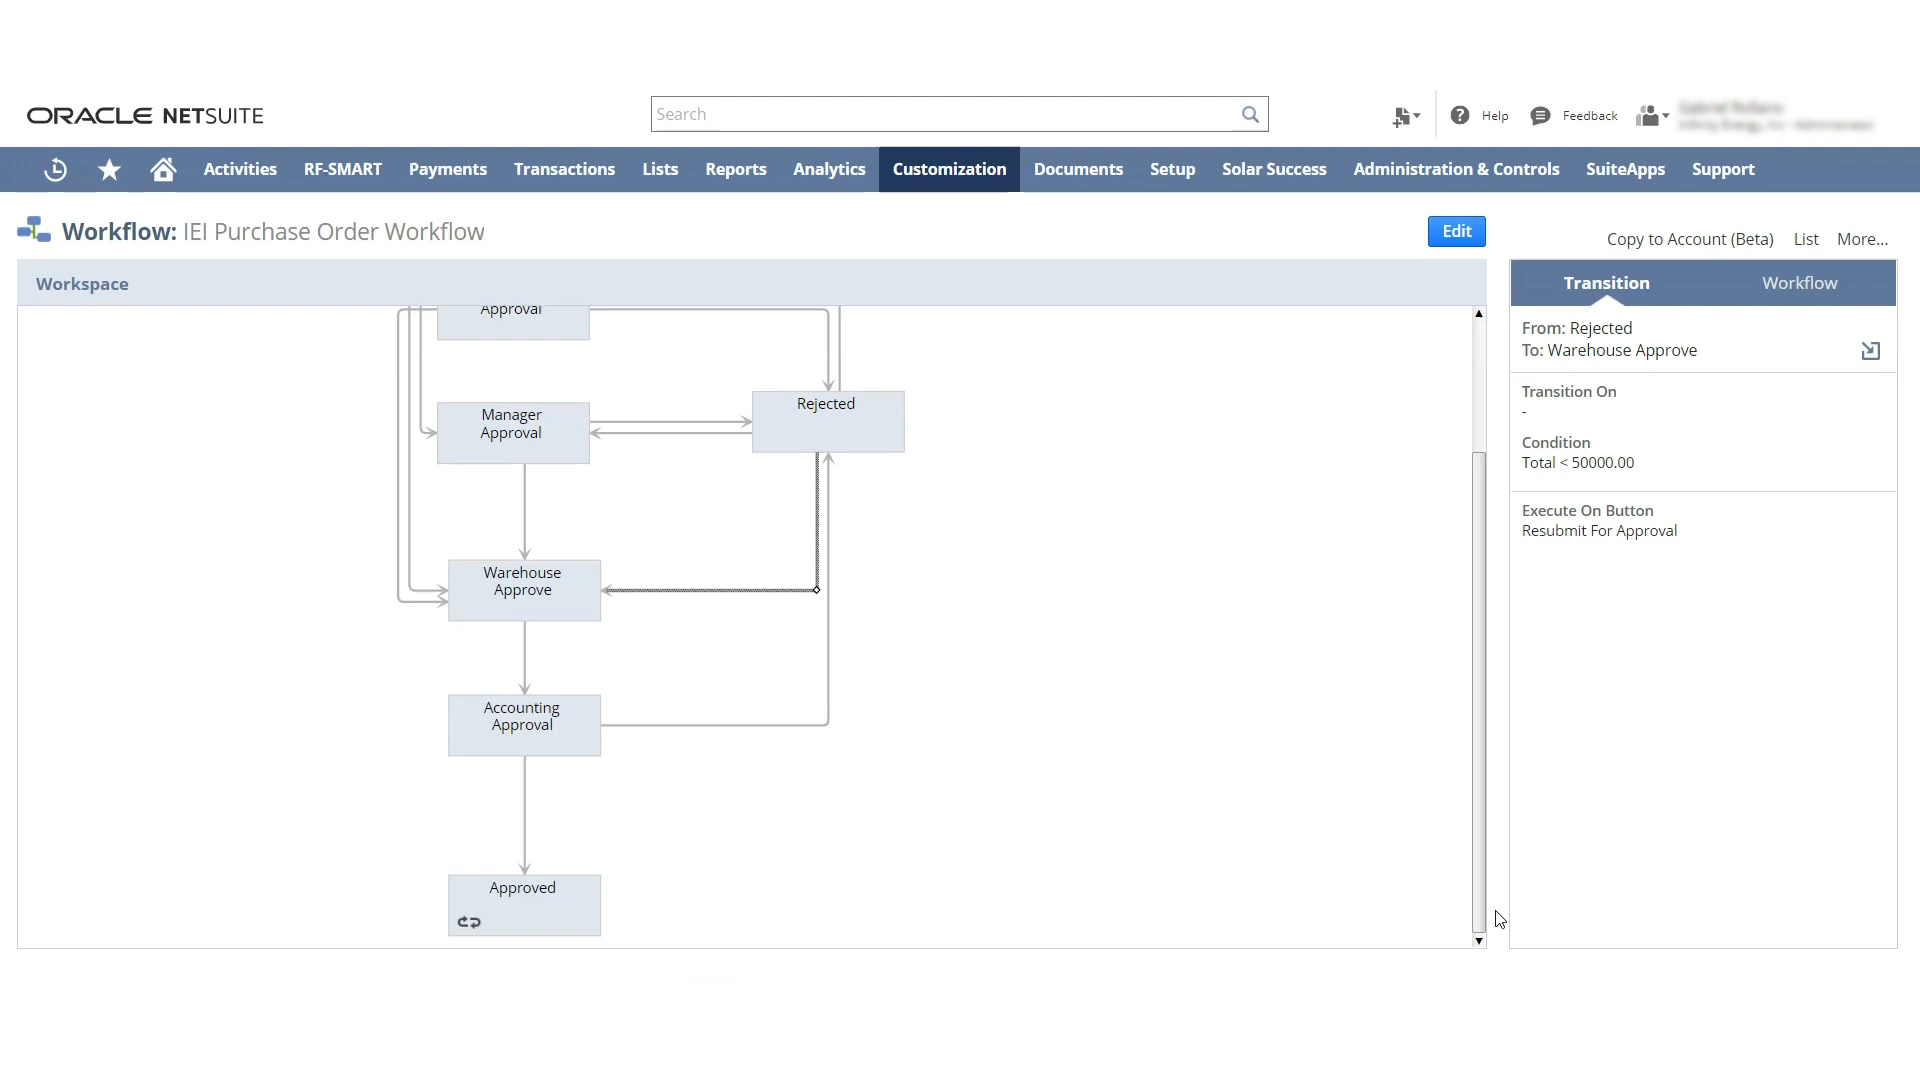 ORACLE NETSUITE
Search
Help
Feedback
Activities
RF-SMART
Payments
Transactions
Lists
Reports
Analytics
Customization
Documents
Setup
Solar Success
Administration & Controls
SuiteApps
Support
Workflow: IEI Purchase Order Workflow
Edit
Copy to Account (Beta)
List
More...
Workspace
Transition
Workflow
Approval
Manager
Approval
Rejected
Warehouse
Approve
Accounting
Approval
Approved
From: Rejected
To: Warehouse Approve
Transition On
-
Condition
Total < 50000.00
Execute On Button
Resubmit For Approval